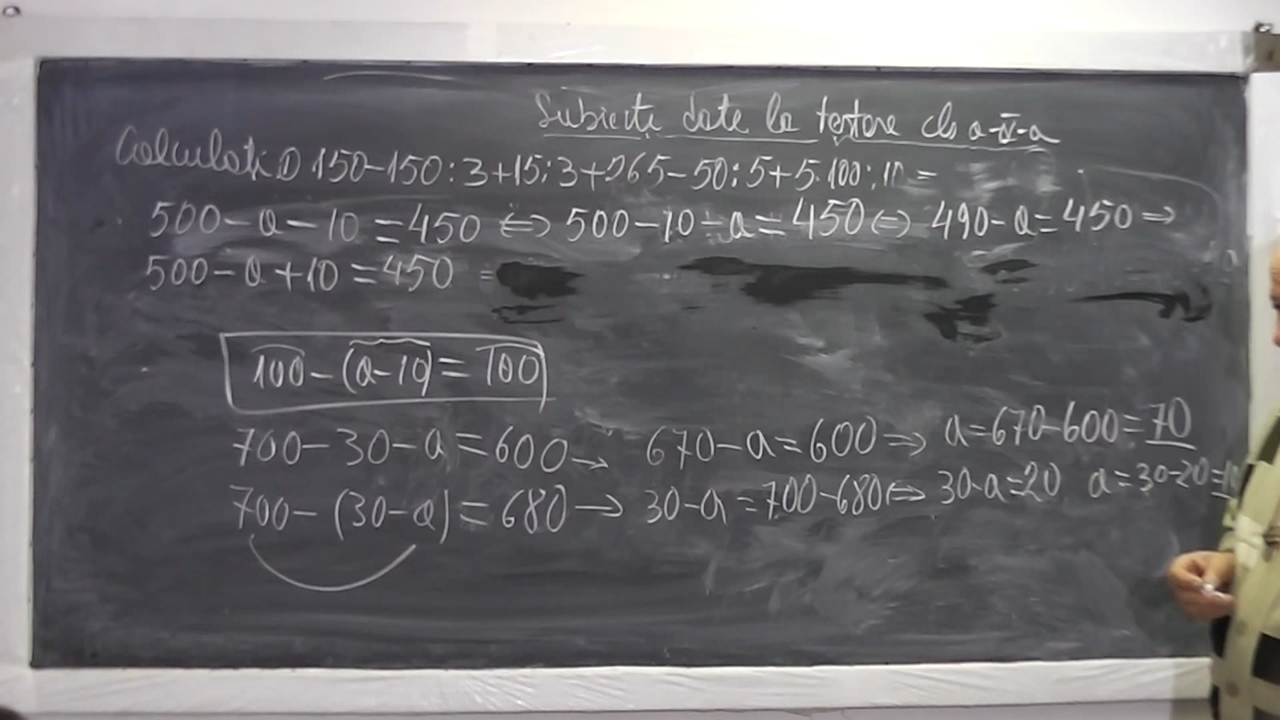 Subiecte date la testare cls a-V-a
Calculati 1) 150-150:3+15:3+265-50:5+5·100:10=
500-a-10=450 ⇔ 500-10-a=450 ⇔ 490-a=450 ⇒
500-a+10=450 =
100-(a-10)=100
700-30-a=600 → 670-a=600 ⇒ a=670-600=70
700-(30-a)=680 → 30-a=700-680 ⇔ 30-a=20 a=30-20=10